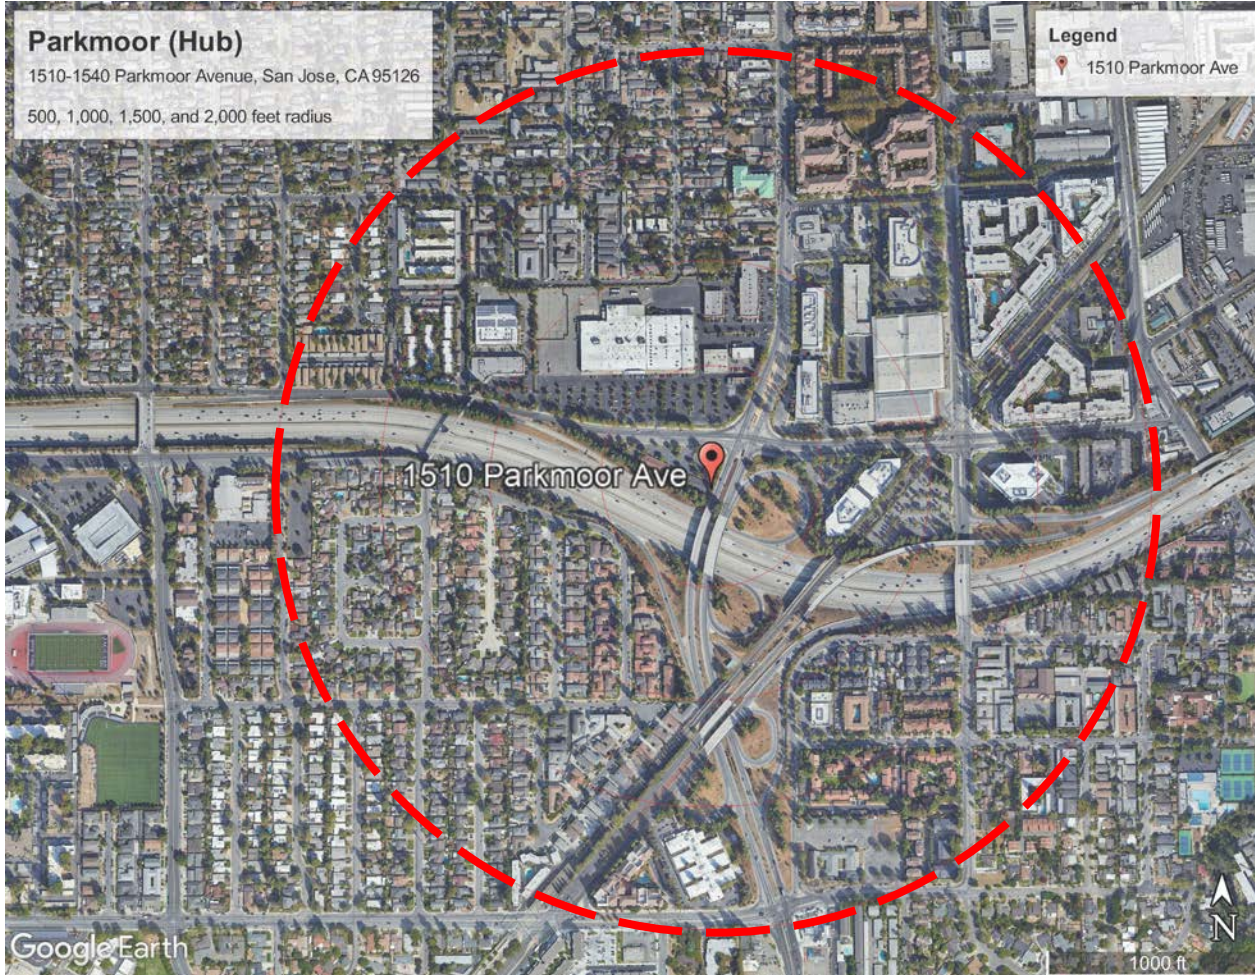 Parkmoor (Hub)
1510-1540 Parkmoor Avenue, San Jose, CA 95126
500, 1,000, 1,500, and 2,000 feet radius
Legend
1510 Parkmoor Ave
1510 Parkmoor Ave
Google Earth
N
1000 ft